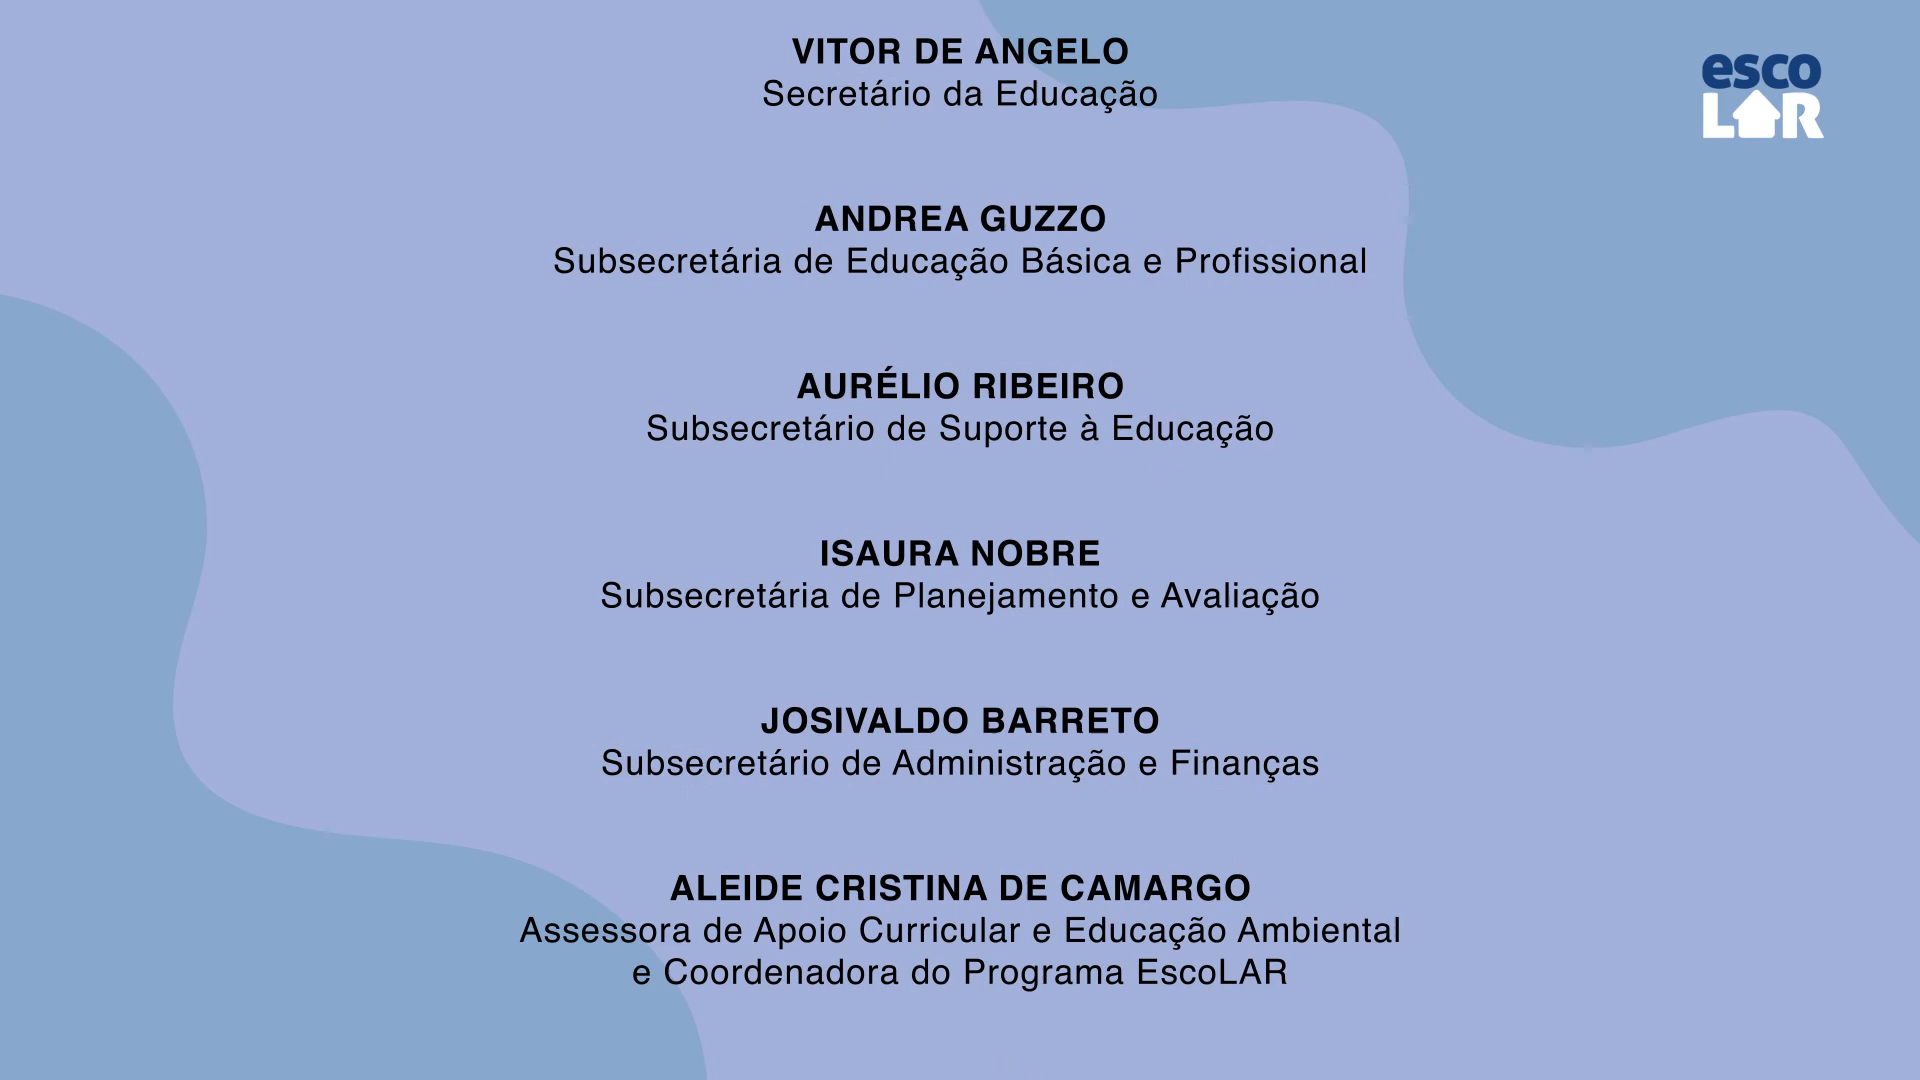 VITOR DE ANGELO
Secretário da Educação
esco
LAR
ANDREA GUZZO
Subsecretária de Educação Básica e Profissional
AURÉLIO RIBEIRO
Subsecretário de Suporte à Educação
ISAURA NOBRE
Subsecretária de Planejamento e Avaliação
JOSIVALDO BARRETO
Subsecretário de Administração e Finanças
ALEIDE CRISTINA DE CAMARGO
Assessora de Apoio Curricular e Educação Ambiental
e Coordenadora do Programa EscoLAR